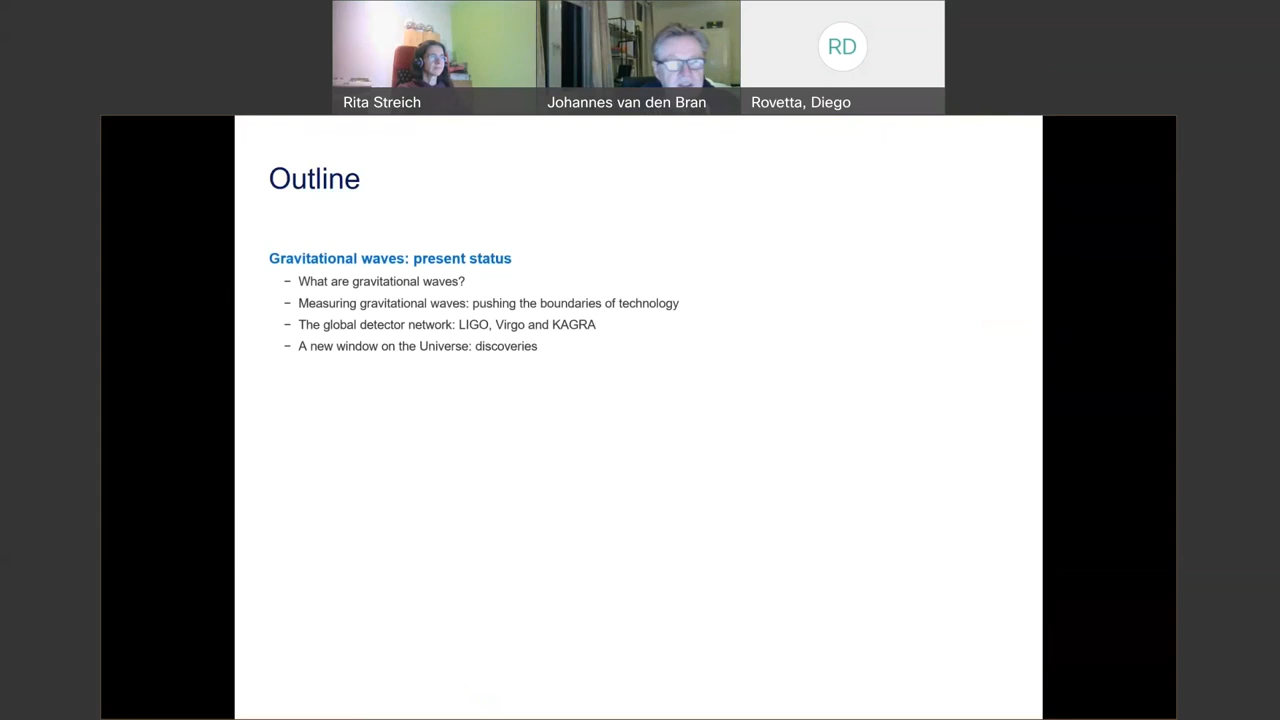 RD
Rita Streich
Johannes van den Bran
Rovetta, Diego
Outline
Gravitational waves: present status
− What are gravitational waves?
− Measuring gravitational waves: pushing the boundaries of technology
− The global detector network: LIGO, Virgo and KAGRA
− A new window on the Universe: discoveries